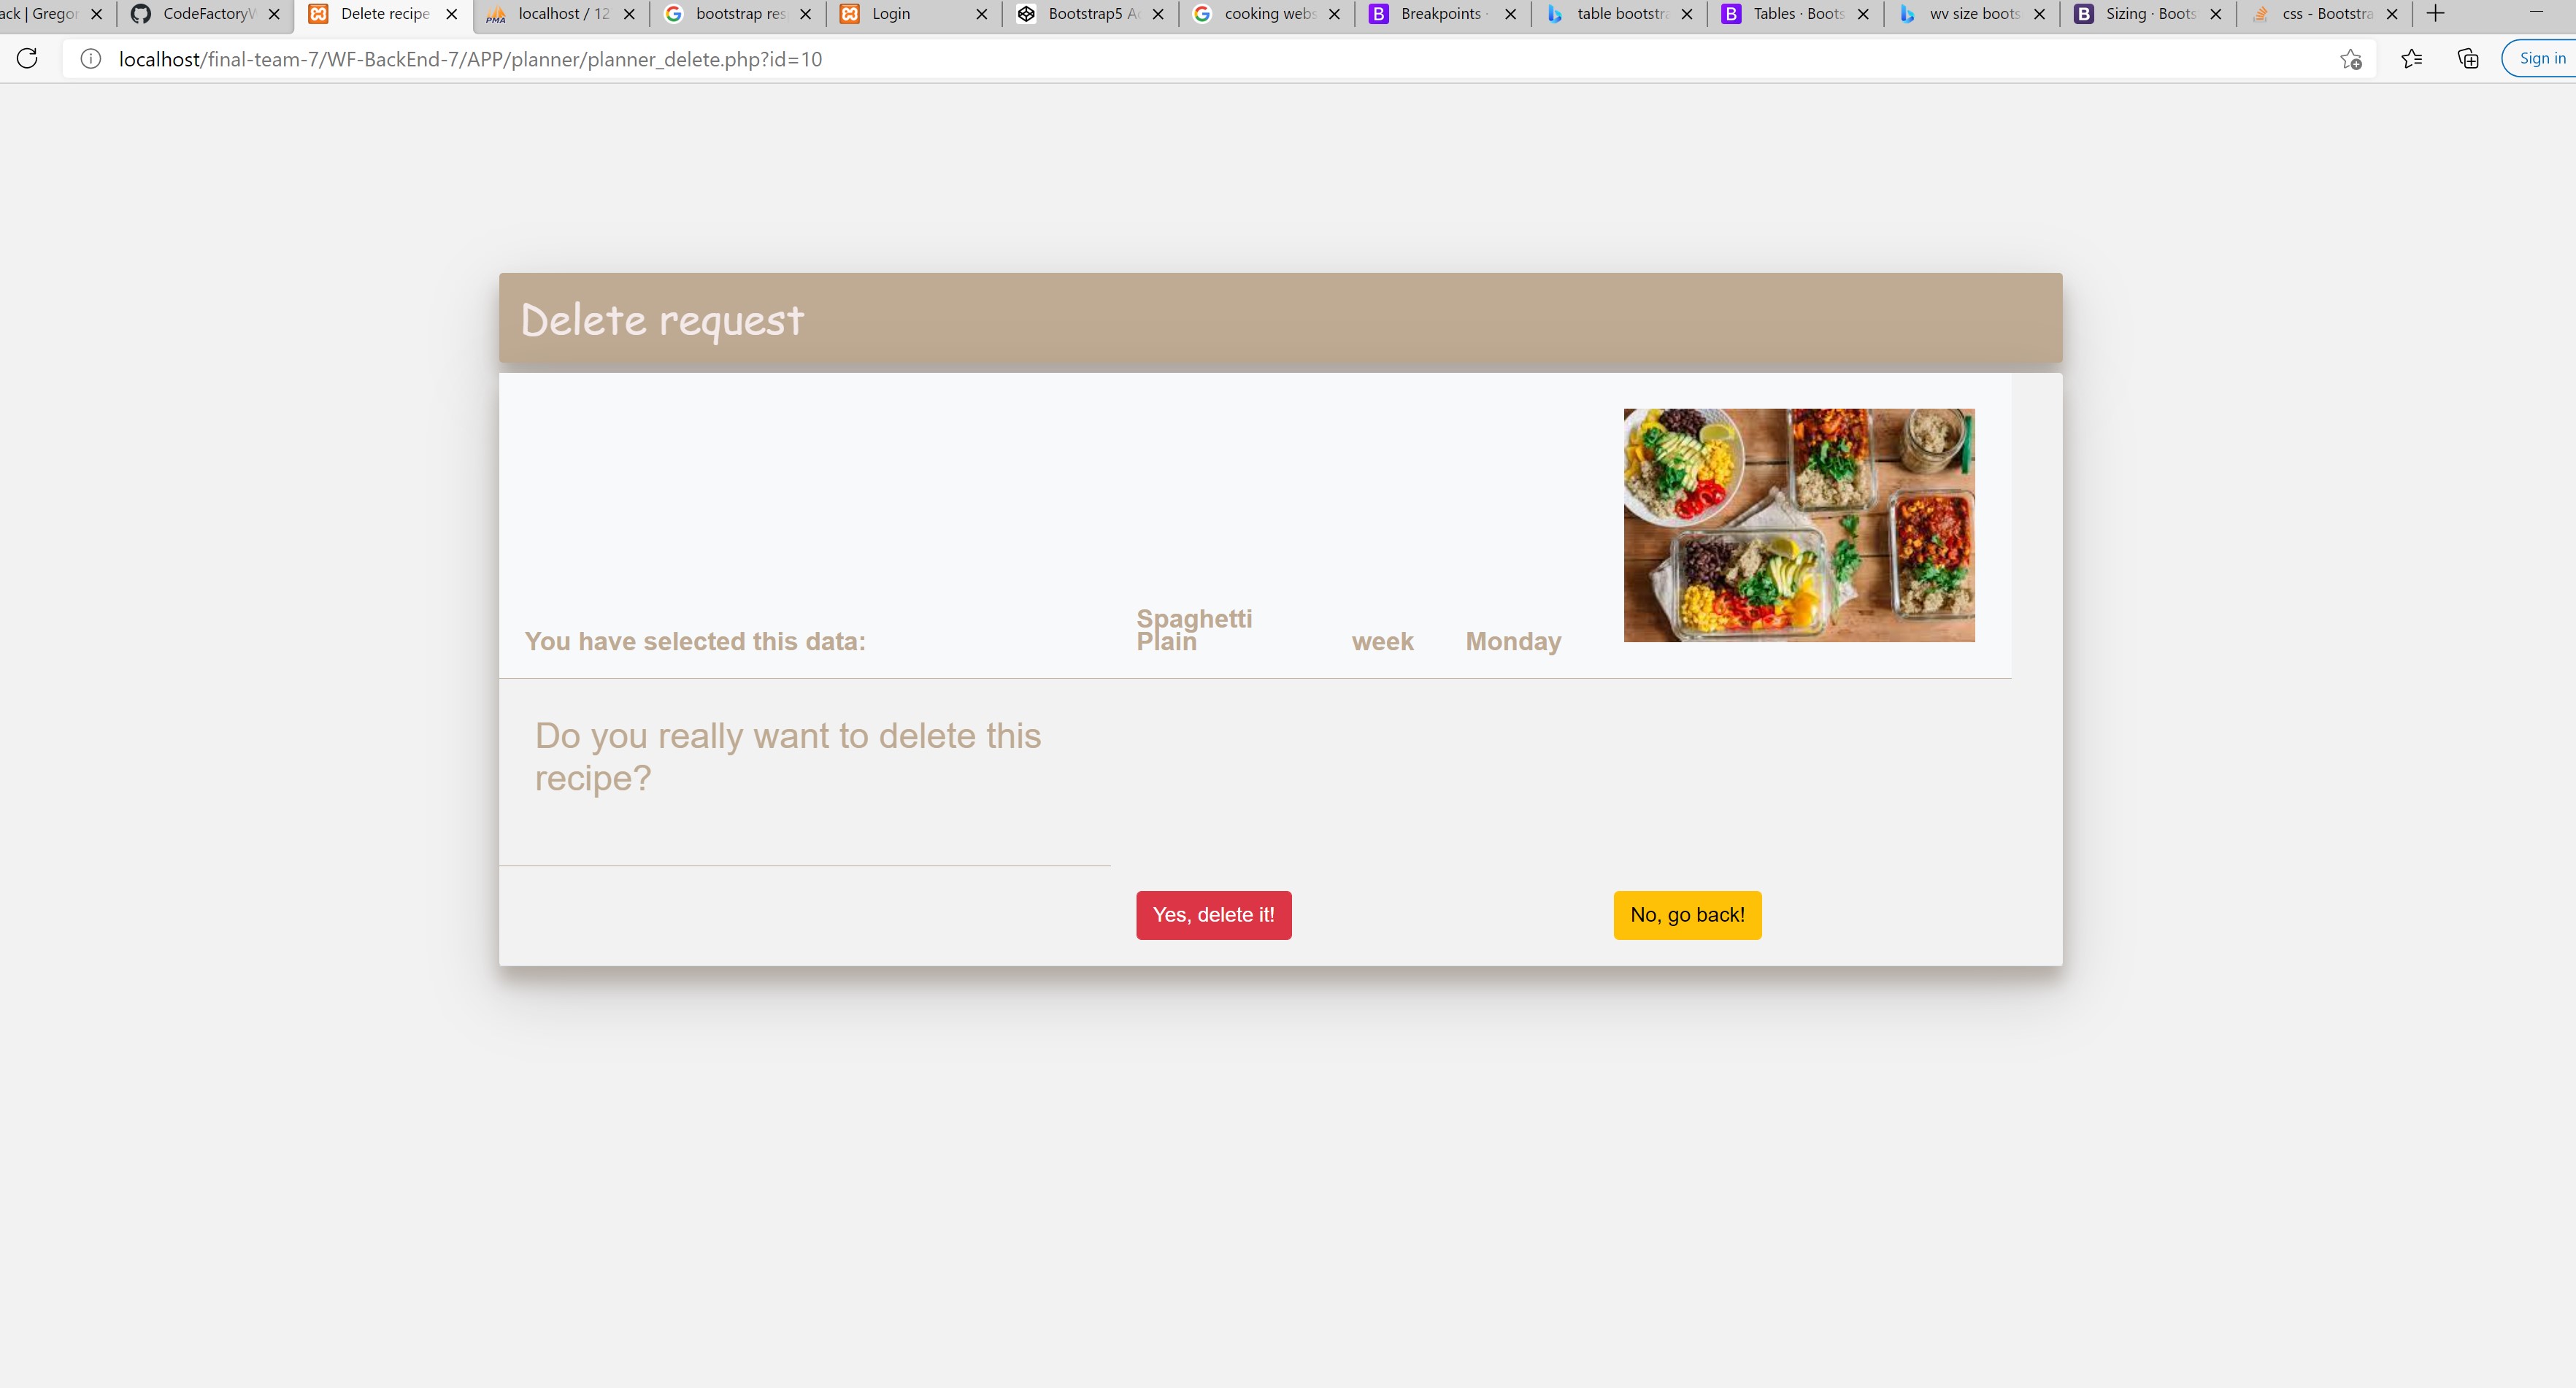 ack | Gregor
CodeFactoryV
Delete recipe
PMA
localhost / 12
bootstrap res
Login
Bootstrap5 A
cooking webs
Breakpoints ·
table bootstra
Tables · Boots
wv size boots
Sizing · Boots
css - Bootstra
localhost/final-team-7/WF-BackEnd-7/APP/planner/planner_delete.php?id=10
Sign in
Delete request
You have selected this data:
Spaghetti
Plain
week
Monday
Do you really want to delete this
recipe?
Yes, delete it!
No, go back!